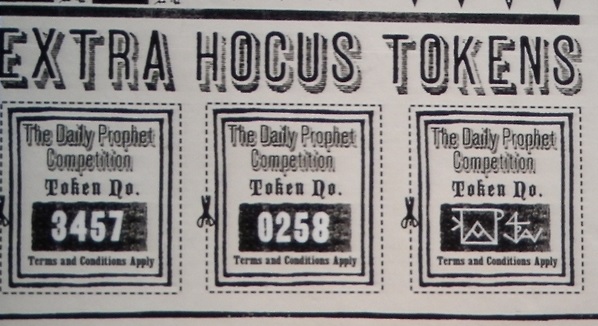 EXTRA HOCUS TOKENS
The Daily Prophet
Competition
Token No.
3457
Terms and Conditions Apply
The Daily Prophet
Competition
Token No.
0258
Terms and Conditions Apply
The Daily Prophet
Competition
Token No.
Terms and Conditions Apply